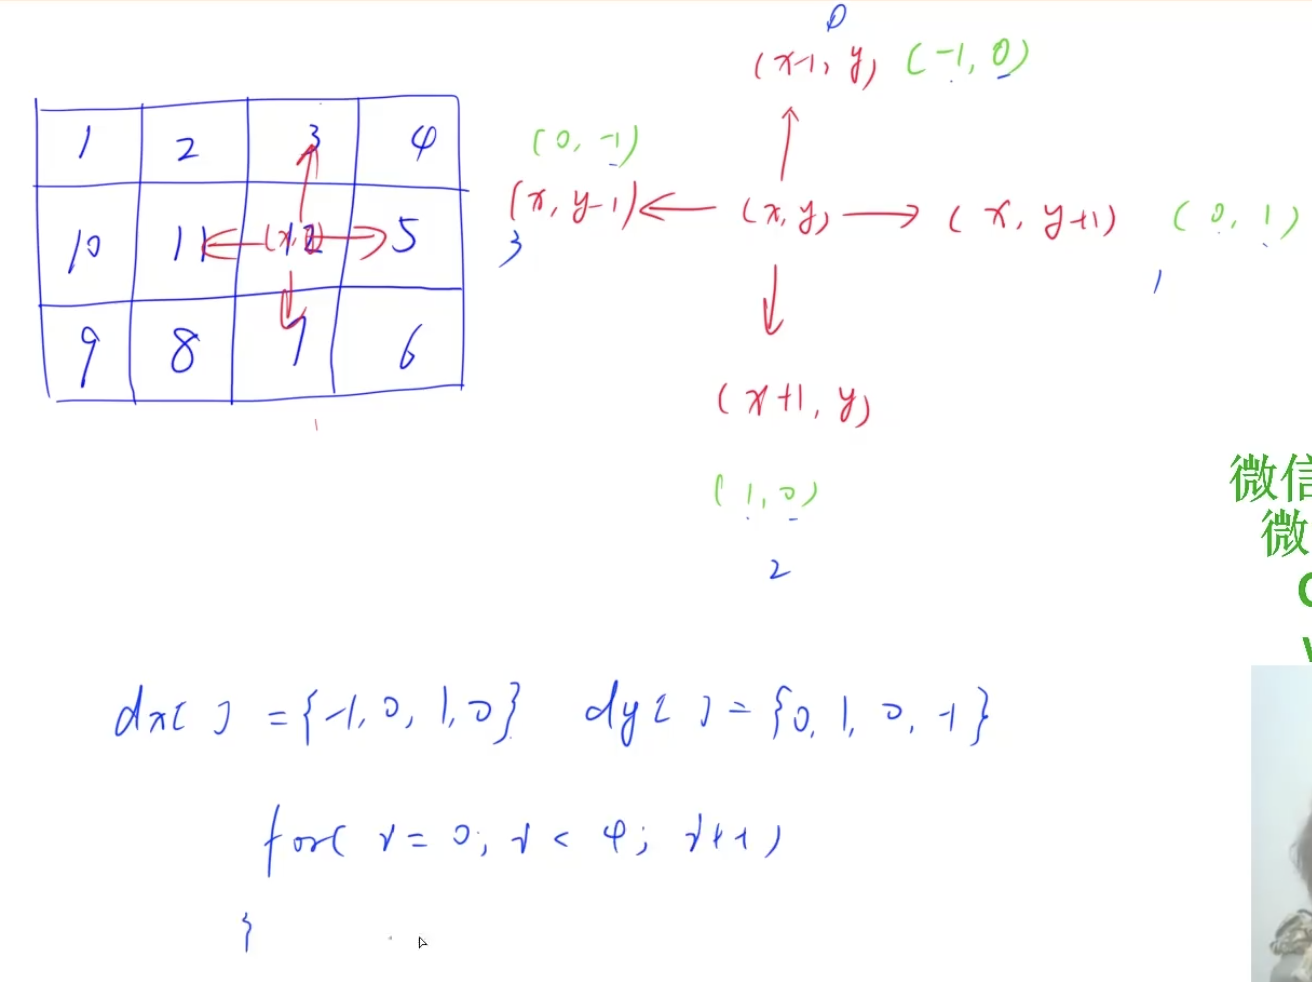 0
(x-1, y) (-1, 0)
1 2 3 4
(0, -1)
(x, y-1) ← (x, y) → (x, y+1) (0, 1)
10 11 12 5
3
1
9 8 7 6
(x+1, y)
(1, 0)
2
微信
微
dx[ ] = {-1, 0, 1, 0} dy[ ] = {0, 1, 0, -1}
for( i = 0; i < 4; i++)
{